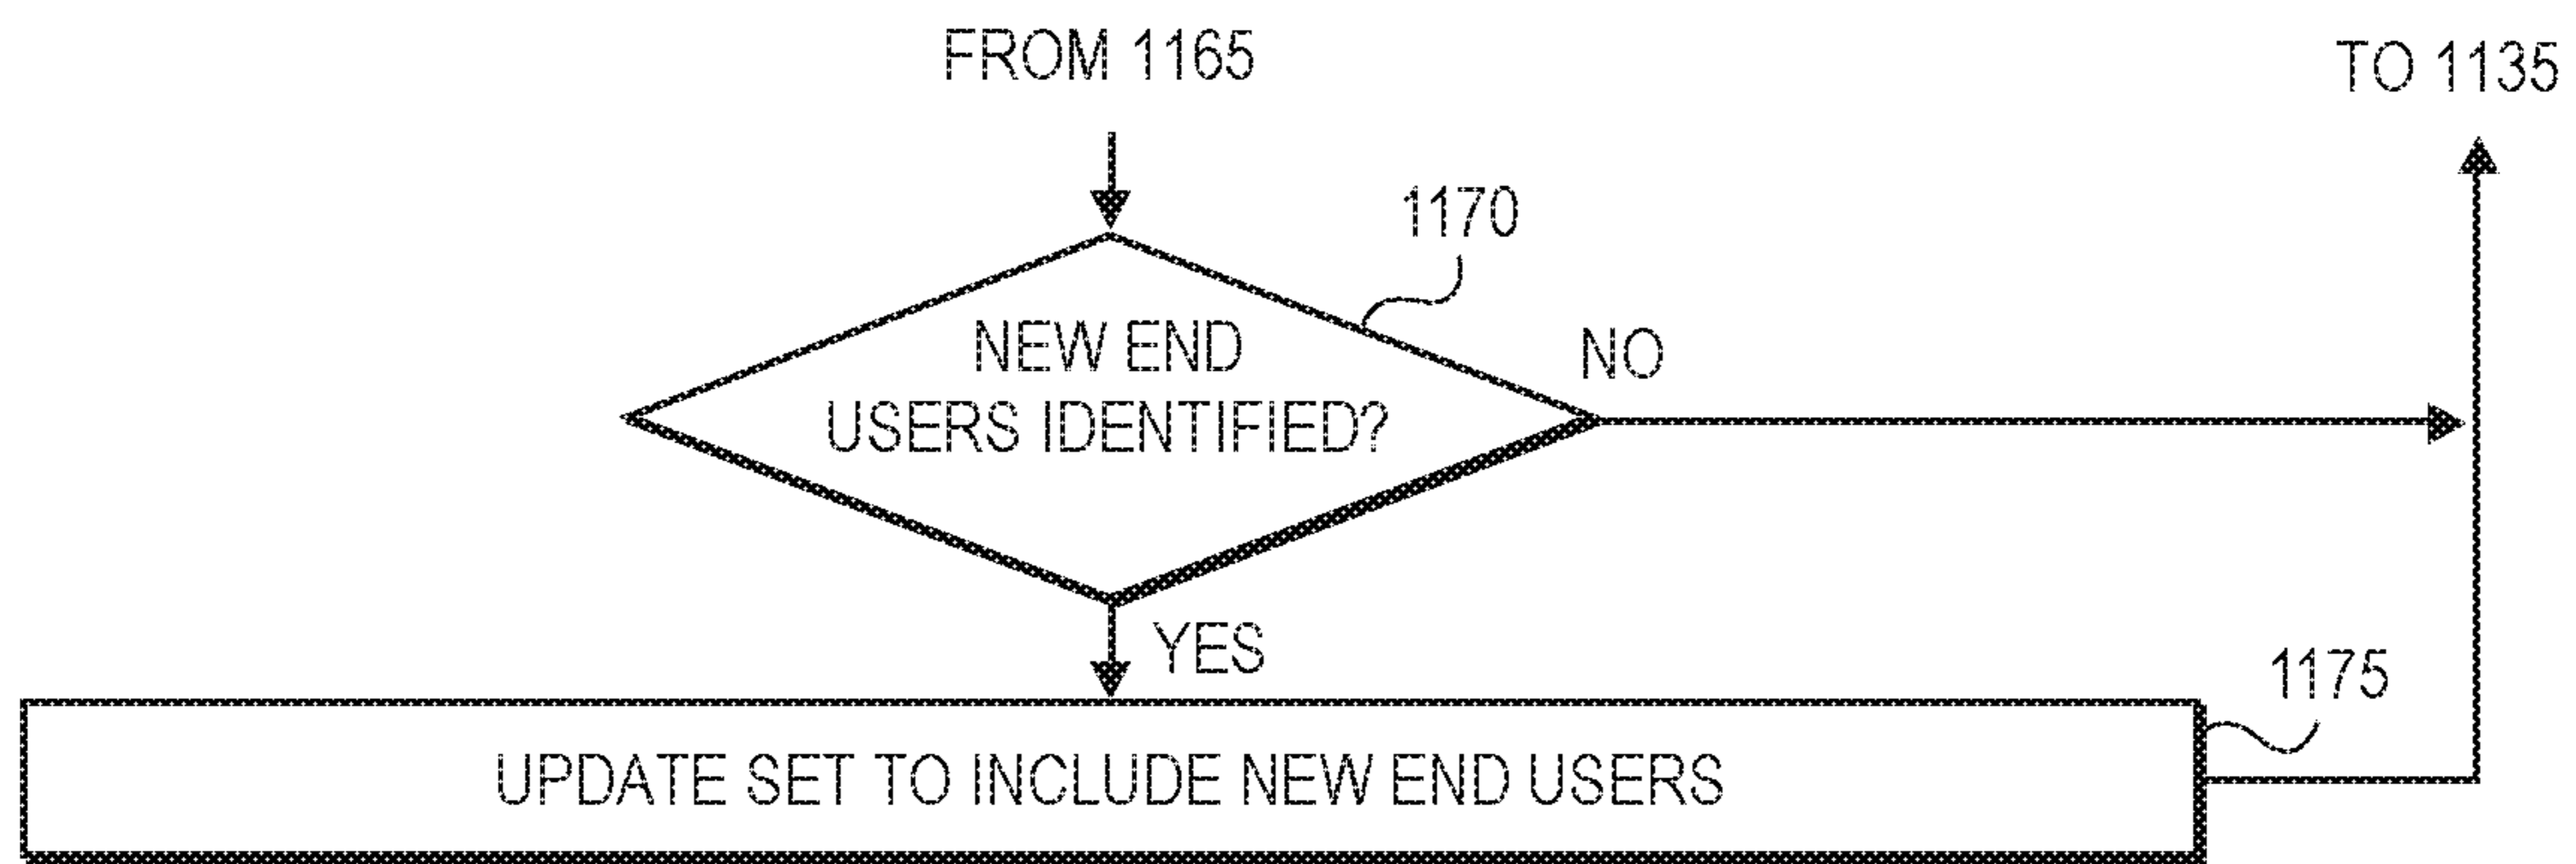 FROM 1165
TO 1135
1170
NEW END
USERS IDENTIFIED?
NO
YES
1175
UPDATE SET TO INCLUDE NEW END USERS